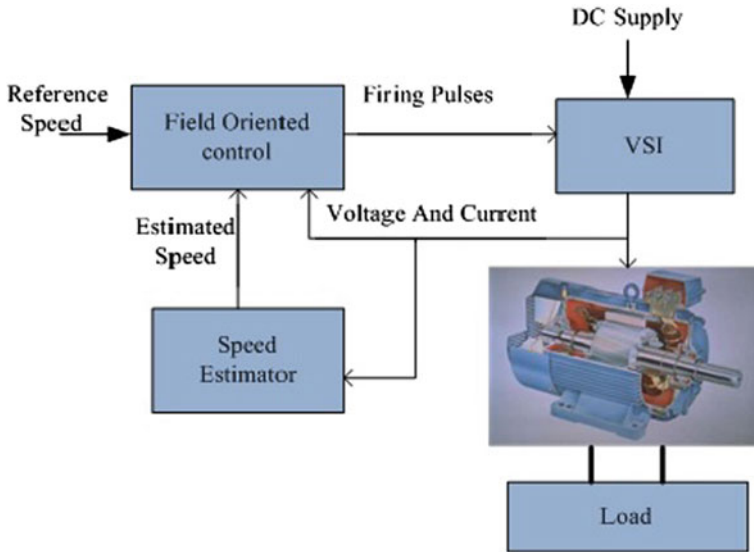 DC Supply
Reference
Speed
Field Oriented
control
Firing Pulses
VSI
Voltage And Current
Estimated
Speed
Speed
Estimator
Load